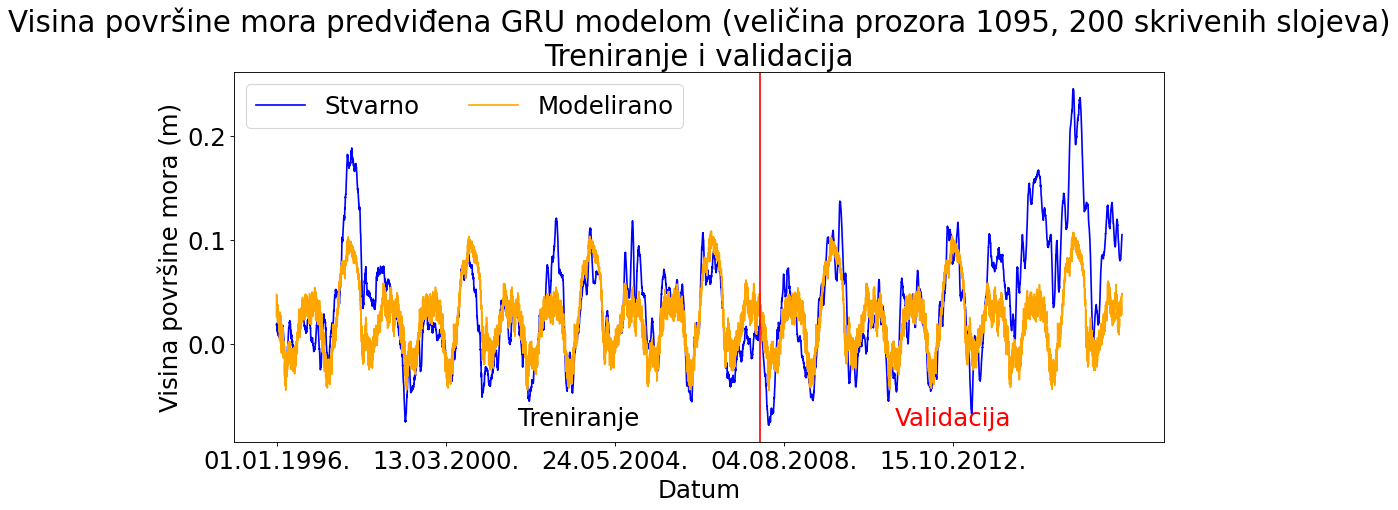 Visina površine mora predviđena GRU modelom (veličina prozora 1095, 200 skrivenih slojeva)
Treniranje i validacija
Stvarno
Modelirano
Visina površine mora (m)
0.2
0.1
0.0
Treniranje
Validacija
01.01.1996.
13.03.2000.
24.05.2004.
04.08.2008.
15.10.2012.
Datum